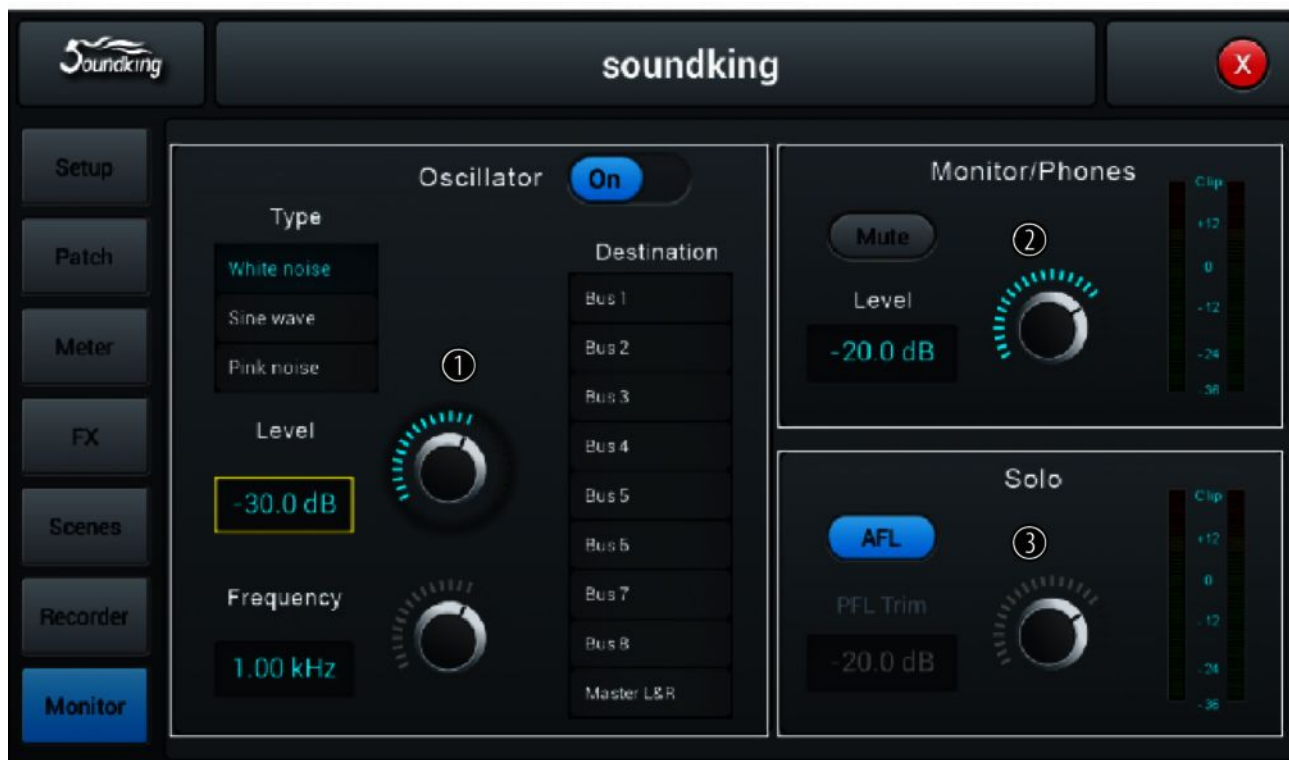 Soundking
soundking
X
Setup
Patch
Meter
FX
Scenes
Recorder
Monitor
Oscillator
On
Type
White noise
Sine wave
Pink noise
①
Level
-30.0 dB
Frequency
1.00 kHz
Destination
Bus 1
Bus 2
Bus 3
Bus 4
Bus 5
Bus 6
Bus 7
Bus 8
Master L&R
Monitor/Phones
Mute
②
Level
-20.0 dB
Clip
+12
0
-12
-24
-36
Solo
AFL
③
PFL Trim
-20.0 dB
Clip
+12
0
-12
-24
-36